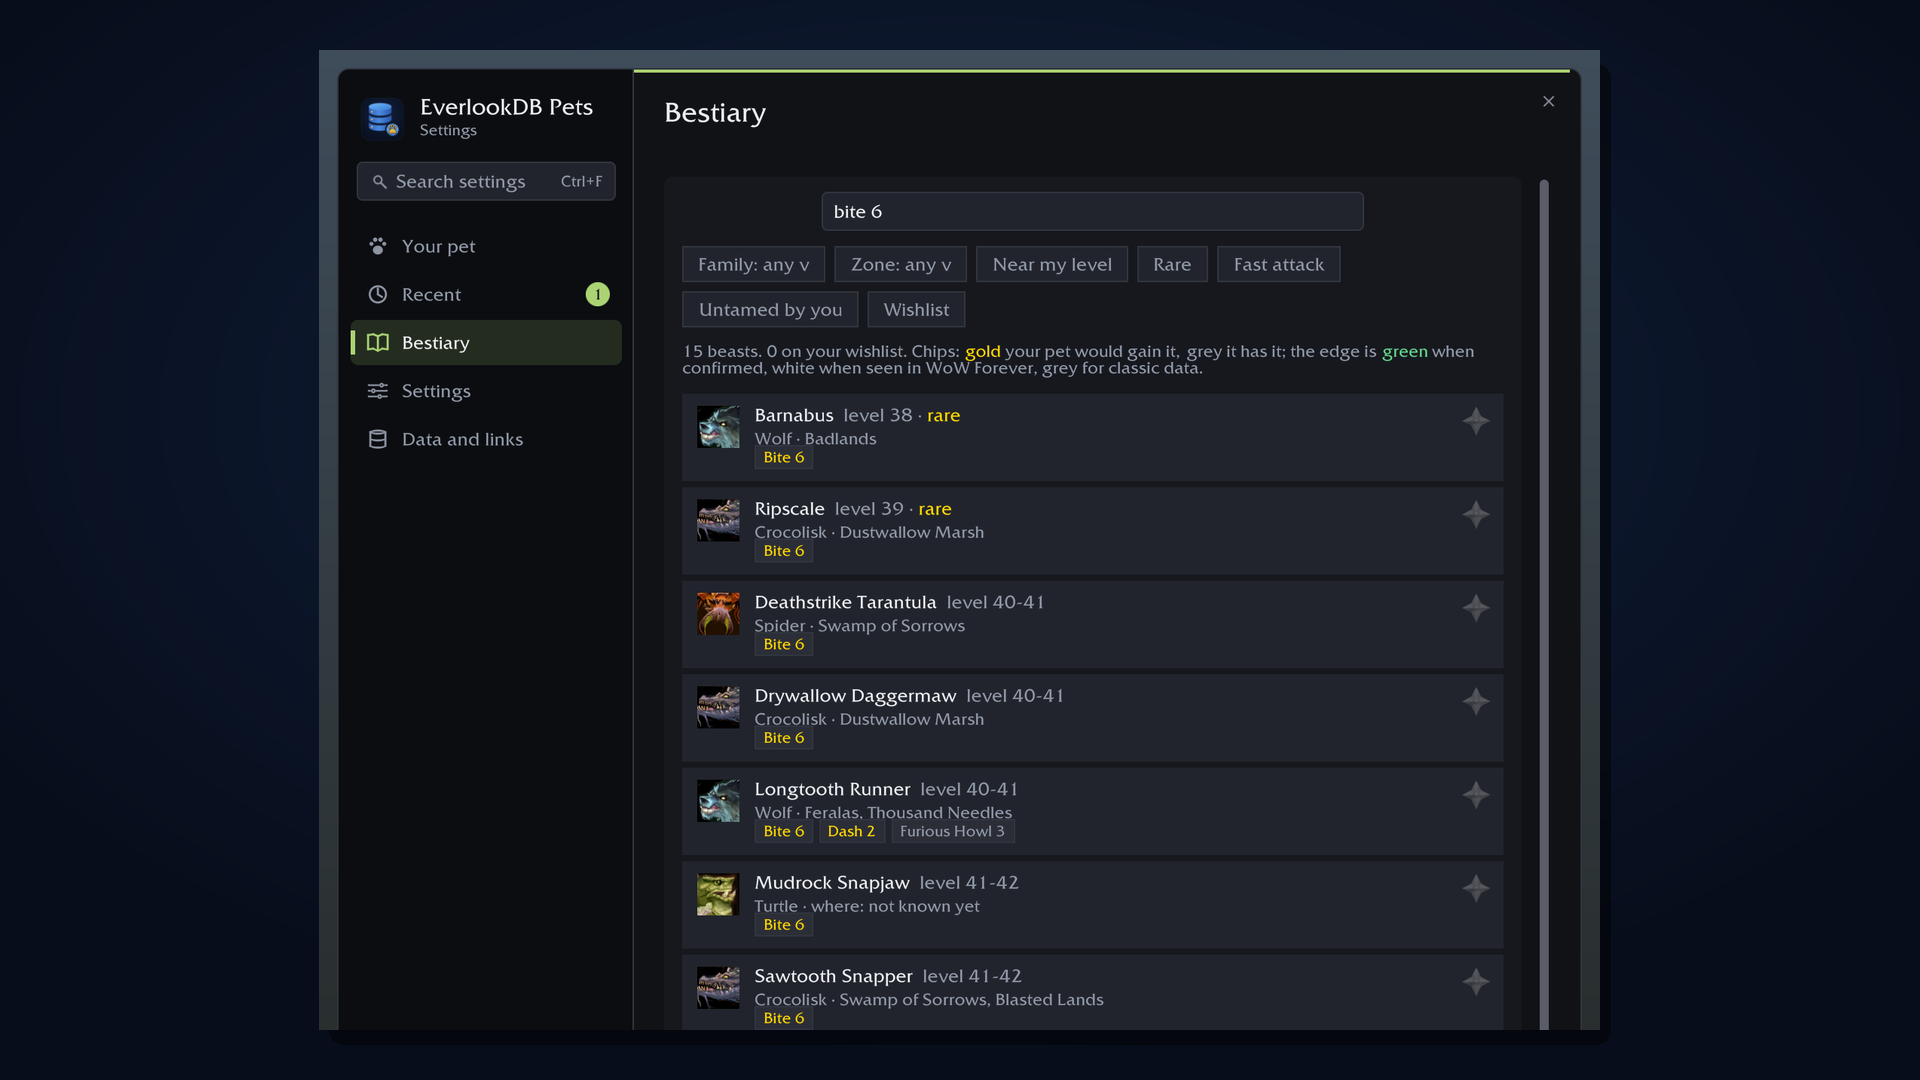 EverlookDB Pets
Settings
Search settings Ctrl+F
Your pet
Recent 1
Bestiary
Settings
Data and links
Bestiary
bite 6
Family: any v Zone: any v Near my level Rare Fast attack
Untamed by you Wishlist
15 beasts. 0 on your wishlist. Chips: gold your pet would gain it, grey it has it; the edge is green when
confirmed, white when seen in WoW Forever, grey for classic data.
Barnabus level 38 · rare
Wolf · Badlands
Bite 6
Ripscale level 39 · rare
Crocolisk · Dustwallow Marsh
Bite 6
Deathstrike Tarantula level 40-41
Spider · Swamp of Sorrows
Bite 6
Drywallow Daggermaw level 40-41
Crocolisk · Dustwallow Marsh
Bite 6
Longtooth Runner level 40-41
Wolf · Feralas, Thousand Needles
Bite 6 Dash 2 Furious Howl 3
Mudrock Snapjaw level 41-42
Turtle · where: not known yet
Bite 6
Sawtooth Snapper level 41-42
Crocolisk · Swamp of Sorrows, Blasted Lands
Bite 6